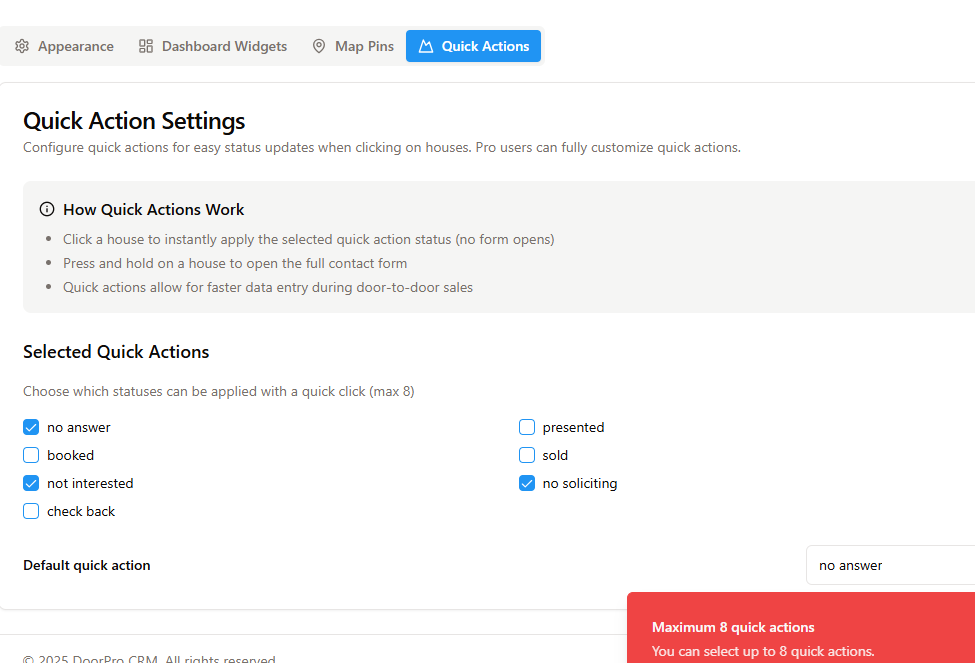 Appearance
Dashboard Widgets
Map Pins
Quick Actions
Quick Action Settings
Configure quick actions for easy status updates when clicking on houses. Pro users can fully customize quick actions.
How Quick Actions Work
• Click a house to instantly apply the selected quick action status (no form opens)
• Press and hold on a house to open the full contact form
• Quick actions allow for faster data entry during door-to-door sales
Selected Quick Actions
Choose which statuses can be applied with a quick click (max 8)
no answer
presented
booked
sold
not interested
no soliciting
check back
Default quick action
no answer
Maximum 8 quick actions
You can select up to 8 quick actions.
© 2025 DoorPro CRM. All rights reserved.